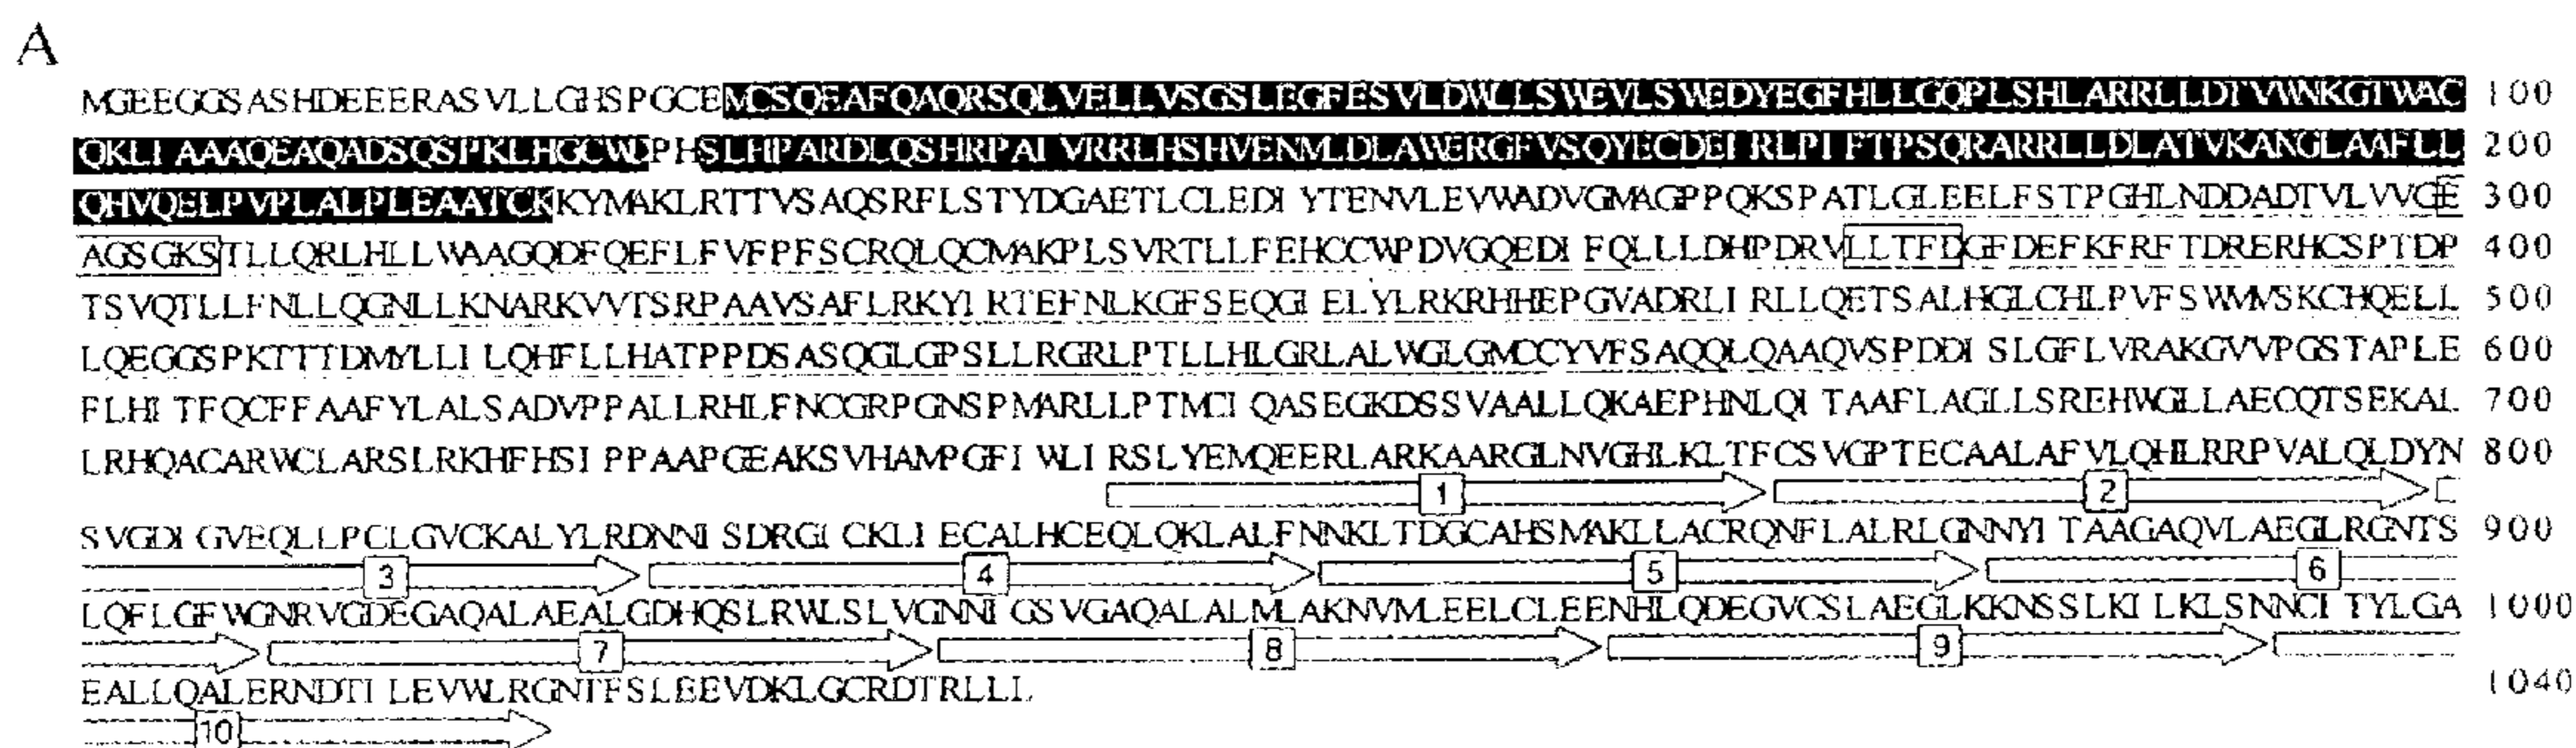 A
MGEEGGSASHDEEERASVLLGHSPGCEMCSQEAFQAQRSQLVELLVSGSLEGFESVLDWLLSWEVLSWEDYEGFHLLGQPLSHLARRLLDTVWNKGTWAC 100
QKLIAAAQEAQADSQSPKLHGCWDPHSLHPARDLQSHRPAIVRRLHSHVENMLDLAWERGFVSQYECDEIRLPIFTPSQRARRLLDLATVKANGLAAFLL 200
QHVQELPVPLALPLEAATCKKYMAKLRTTVSAQSRFLSTYDGAETLCLEDIYTENVLEVWADVGMAGPPQKSPATLGLEELFSTPGHLNDDADTVLVVGE 300
AGSGKSTLLQRLHLLWAAGQDFQEFLFVFPFSCRQLQCMAKPLSVRTLLFEHCCWPDVGQEDIFQLLLDHPDRVLLTFDGFDEFKFRFTDRERHCSPTDP 400
TSVQTLLFNLLQGNLLKNARKVVTSRPAAVSAFLRKYIRTEFNLKGFSEQGIELYLRKRHHEPGVADRLIRLLQETSALHGLCHLPVFSWMVSKCHQELL 500
LQEGGSPKTTTDMYLLILQHFLLHATPPDSASQGLGPSLLRGRLPTLLHLGRLALWGLGMCCYVFSAQQLQAAQVSPDDISLGFLVRAKGVVPGSTAPLE 600
FLHITFQCFFAAFYLALSADVPPALLRHLFNCGRPGNSPMARLLPTMCIQASEGKDSSVAALLQKAEPHNLQITAAFLAGLLSREHWGLLAECQTSEKAL 700
LRHQACARWCLARSLRKHFHSIPPAAPGEAKSVHAMPGFIWLIRSLYEMQEERLARKAARGLNVGHLKLTFCSVGPTECAALAFVLQHLRRPVALQLDYN 800
1 2
SVGDIGVEQLLPCLGVCKALYLRDNNISDRGICKLIECALHCEQLQKLALFNNKLTDGCAHSMAKLLACRQNFLALRLGNNYITAAGAQVLAEGLRGNTS 900
3 4 5 6
LQFLGFWGNRVGDEGAQALAEALGDHQSLRWLSLVGNNIGSVGAQALALMLAKNVMLEELCLEENHLQDEGVCSLAEGLKKNSSLKILKLSNNCITYLGA 1000
7 8 9
EALLQALERNDTILEVWLRGNTFSLEEVDKLGCRDTRLLL 1040
10